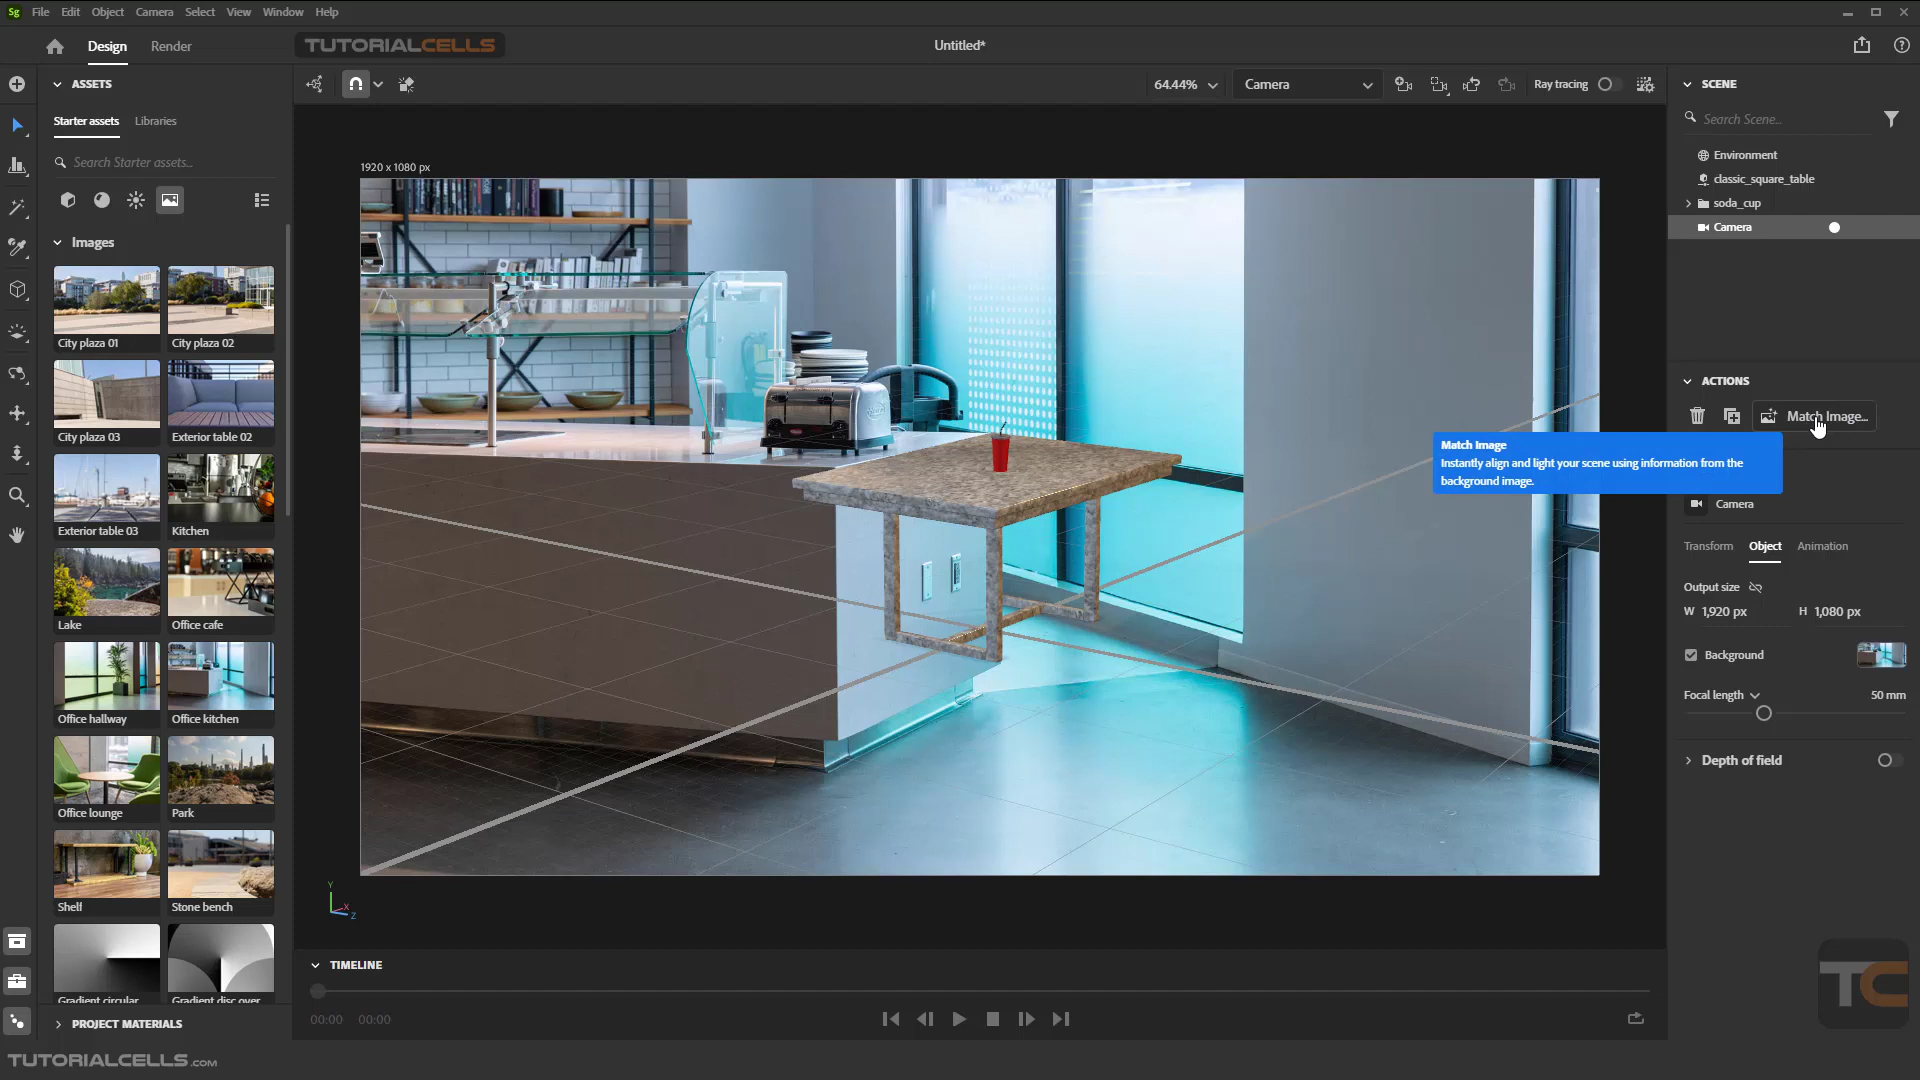 Sg File Edit Object Camera Select View Window Help
Design Render TUTORIALCELLS Untitled*
ASSETS
Starter assets Libraries
Search Starter assets...
Images
City plaza 01 City plaza 02
City plaza 03 Exterior table 02
Exterior table 03 Kitchen
Lake Office cafe
Office hallway Office kitchen
Office lounge Park
Shelf Stone bench
Gradient circular Gradient disc over
PROJECT MATERIALS
TUTORIALCELLS.COM
64.44% Camera Ray tracing
1920 x 1080 px
Y
X
Z
TIMELINE
00:00 00:00
SCENE
Search Scene...
Environment
classic_square_table
soda_cup
Camera
ACTIONS
Match Image...
Match Image
Instantly align and light your scene using information from the
background image.
Camera
Transform Object Animation
Output size
W 1,920 px H 1,080 px
Background
Focal length 50 mm
Depth of field
TC